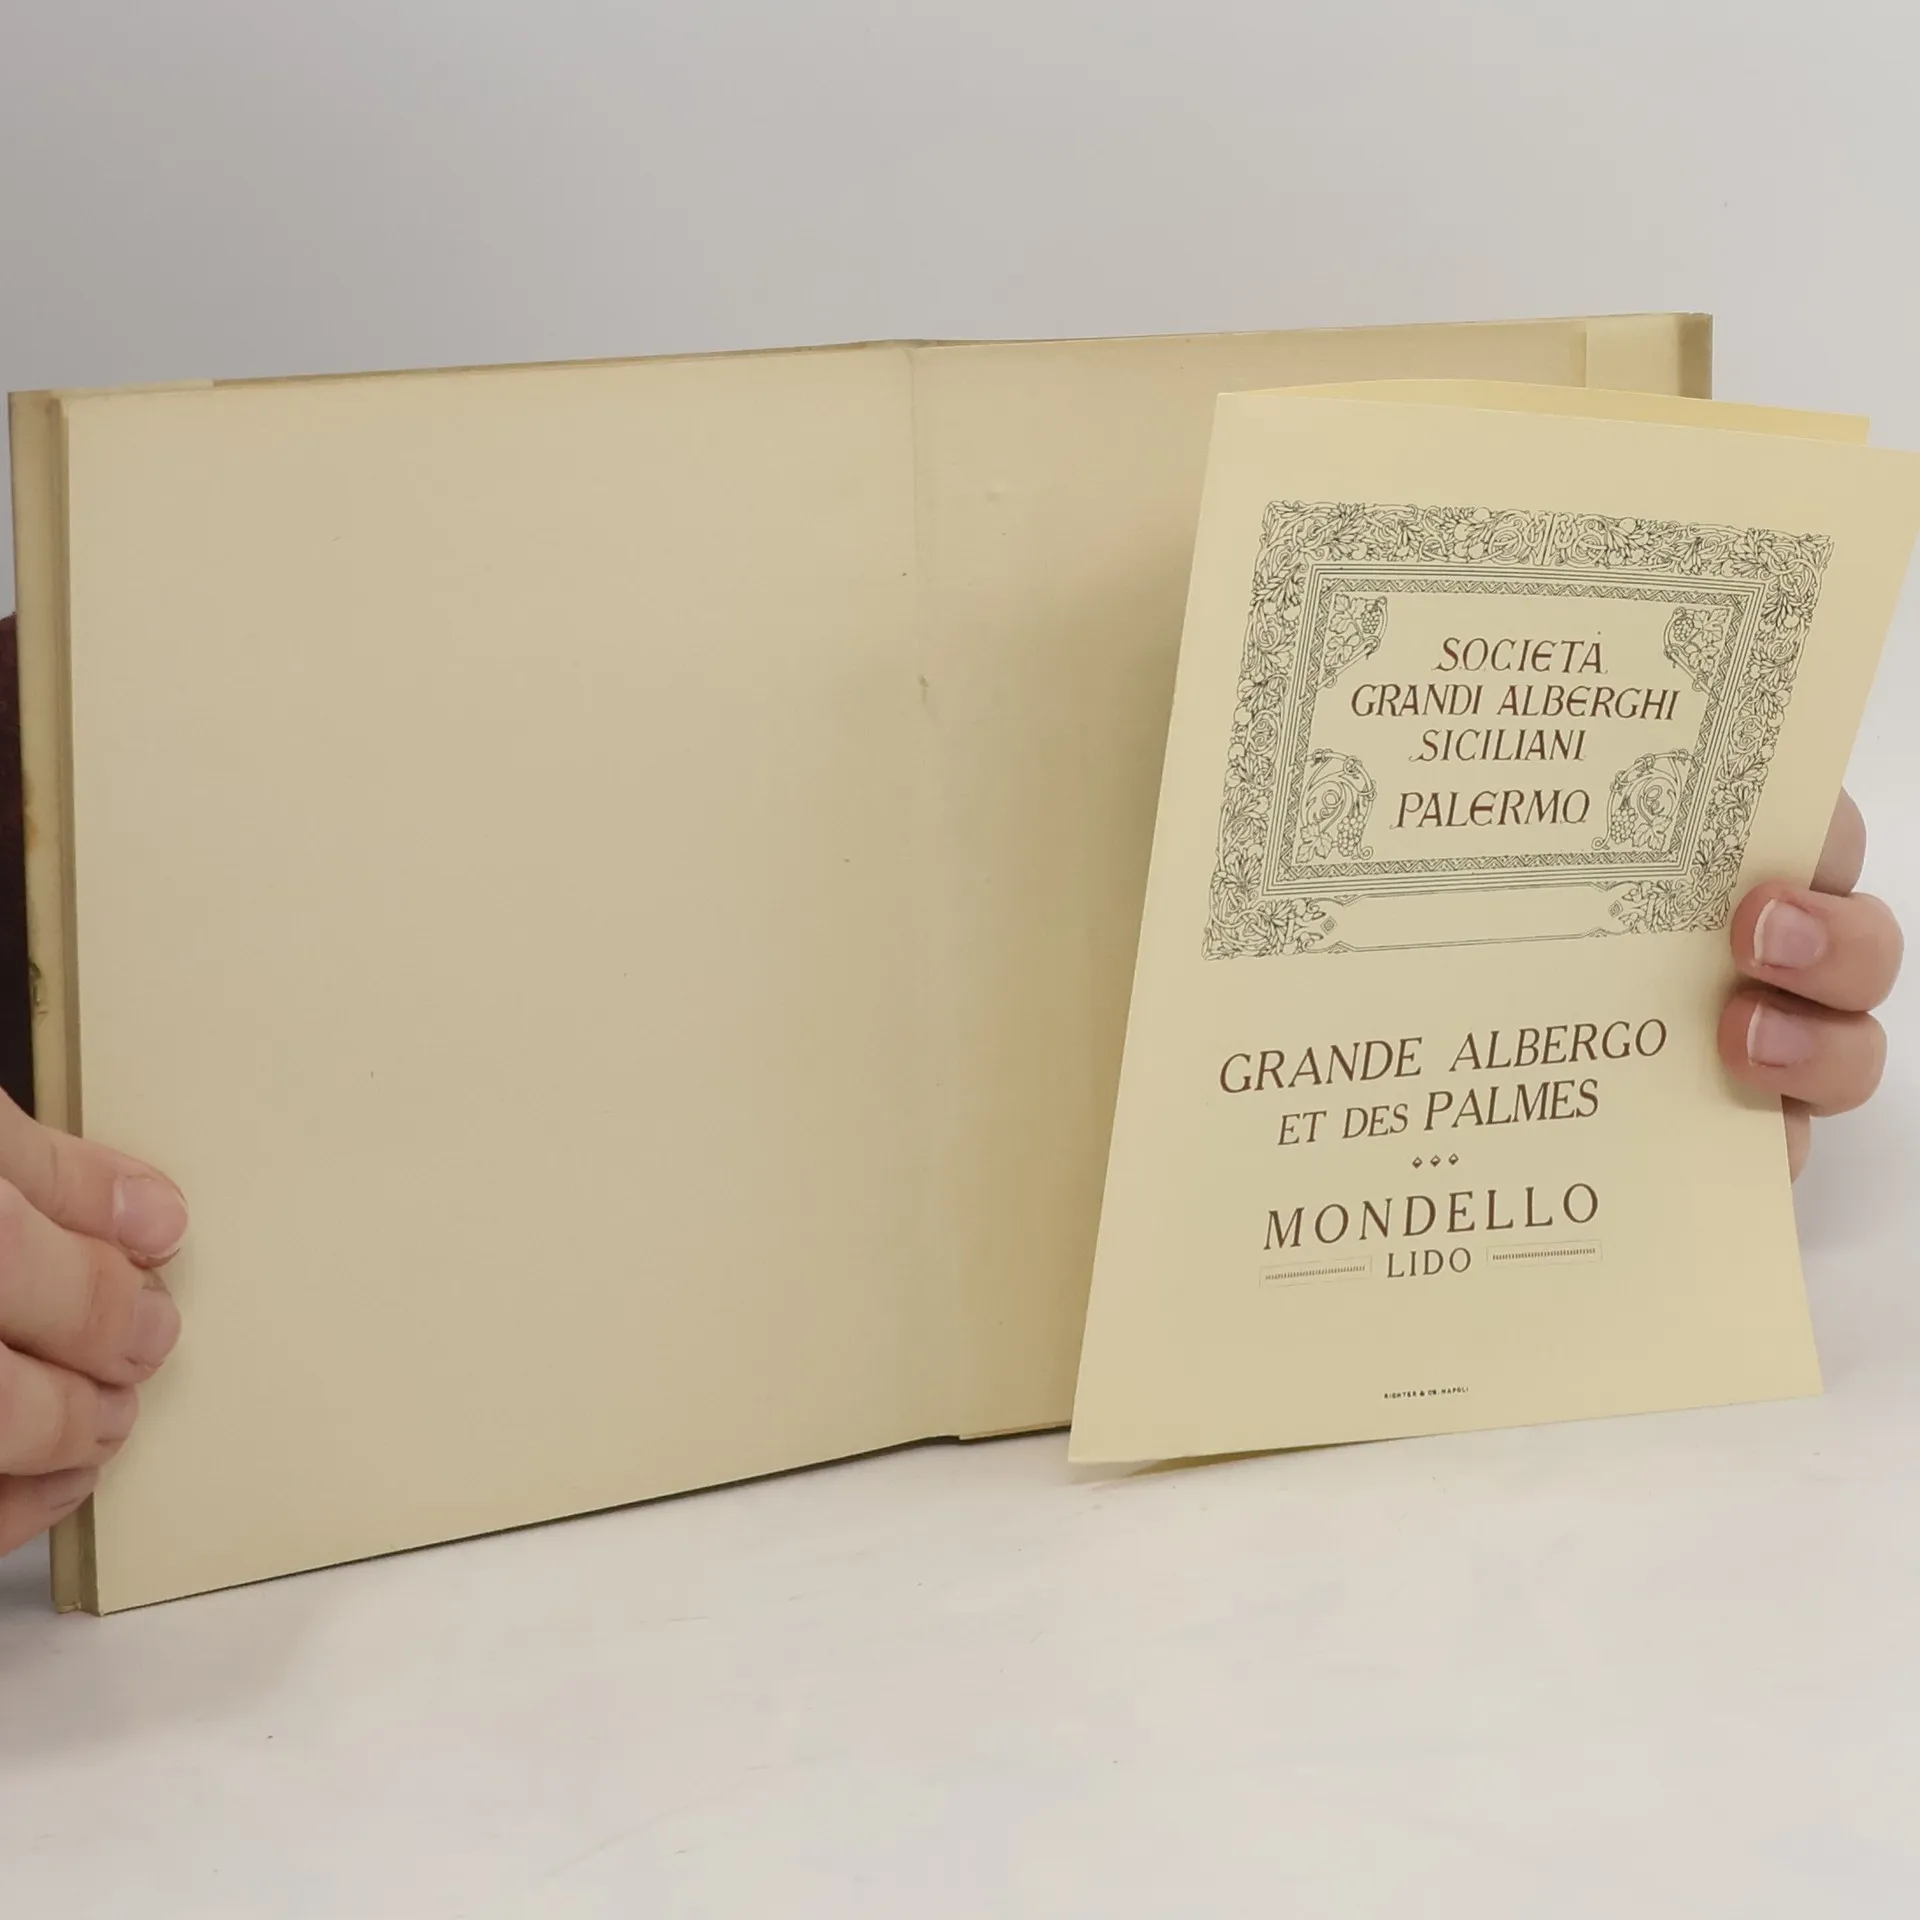 SOCIETÀ
GRANDI ALBERGHI
SICILIANI
PALERMO
GRANDE ALBERGO
ET DES PALMES
MONDELLO
LIDO
RICHTER & CO. NAPOLI